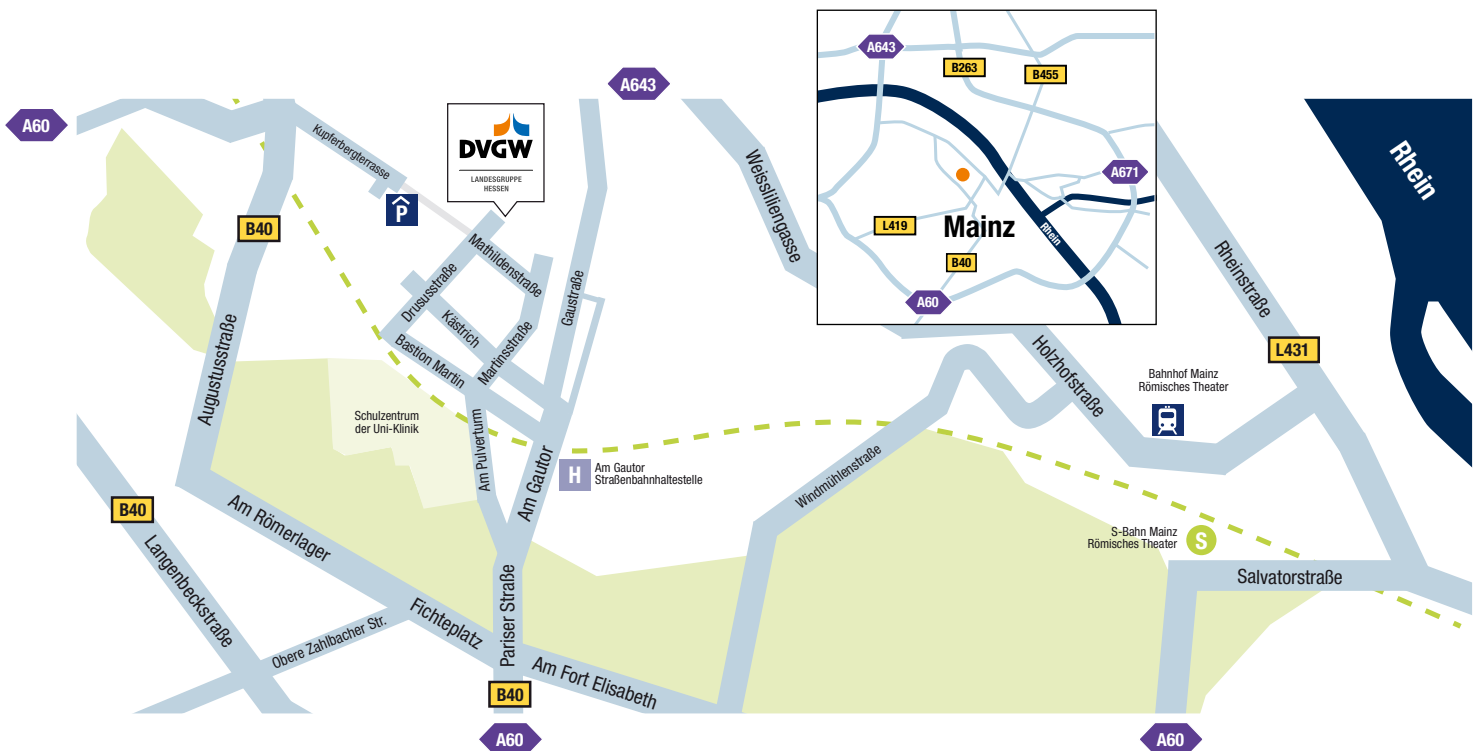 A60
A643
Kupferbergterrasse
DVGW
LANDESGRUPPE
HESSEN
P
B40
Mathildenstraße
Drususstraße
Kästrich
Martinsstraße
Bastion Martin
Gaustraße
Weissliliengasse
A643
B263
B455
A671
L419
Mainz
Rhein
B40
A60
Rhein
Rheinstraße
L431
Holzhofstraße
Bahnhof Mainz
Römisches Theater
Augustusstraße
Schulzentrum
der Uni-Klinik
Am Pulverturm
Am Gautor
H
Am Gautor
Straßenbahnhaltestelle
Windmühlenstraße
B40
Langenbeckstraße
Am Römerlager
S-Bahn Mainz
Römisches Theater
S
Salvatorstraße
Obere Zahlbacher Str.
Fichteplatz
Pariser Straße
Am Fort Elisabeth
B40
A60
A60